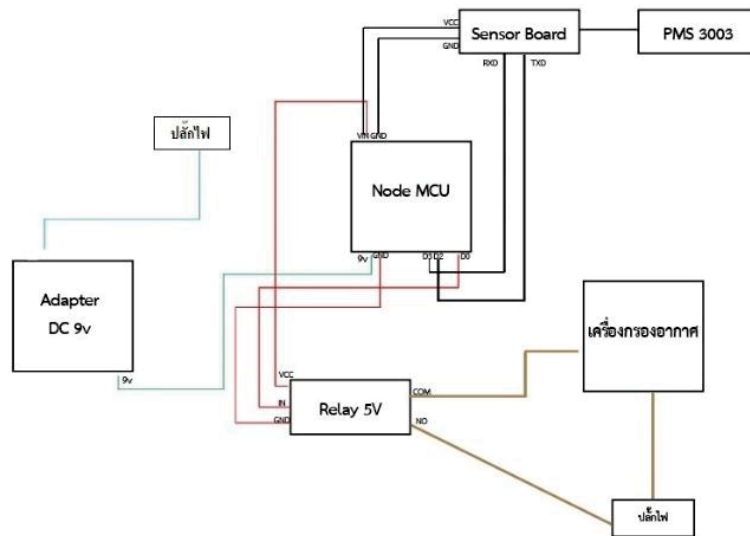 VCC
GND
Sensor Board
PMS 3003
RXD
TXD
ปลั๊กไฟ
VIN GND
Node MCU
9v
GND
D3 D2
D0
Adapter
DC 9v
9v
เครื่องกรองอากาศ
VCC
IN
GND
Relay 5V
COM
NO
ปลั๊กไฟ